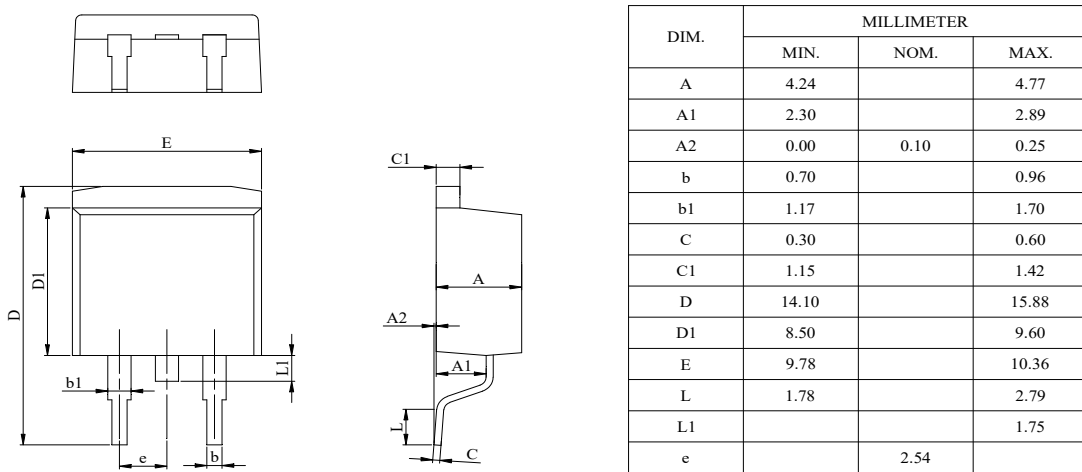 E
D
D1
L1
b1
e
b
C1
A
A2
A1
L
C
DIM. MILLIMETER
MIN. NOM. MAX.
A 4.24 4.77
A1 2.30 2.89
A2 0.00 0.10 0.25
b 0.70 0.96
b1 1.17 1.70
C 0.30 0.60
C1 1.15 1.42
D 14.10 15.88
D1 8.50 9.60
E 9.78 10.36
L 1.78 2.79
L1 1.75
e 2.54